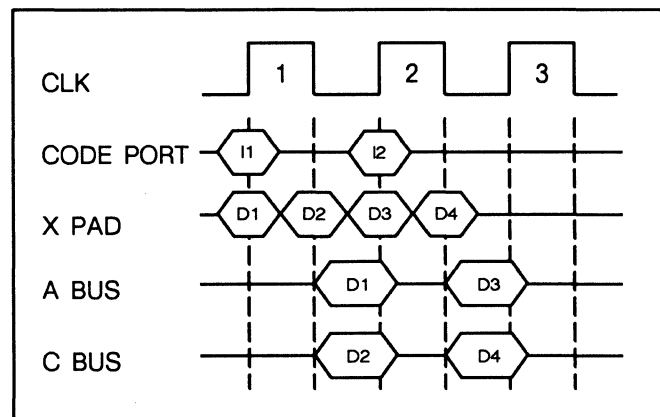 CLK 1 2 3
CODE PORT I1 I2
X PAD D1 D2 D3 D4
A BUS D1 D3
C BUS D2 D4